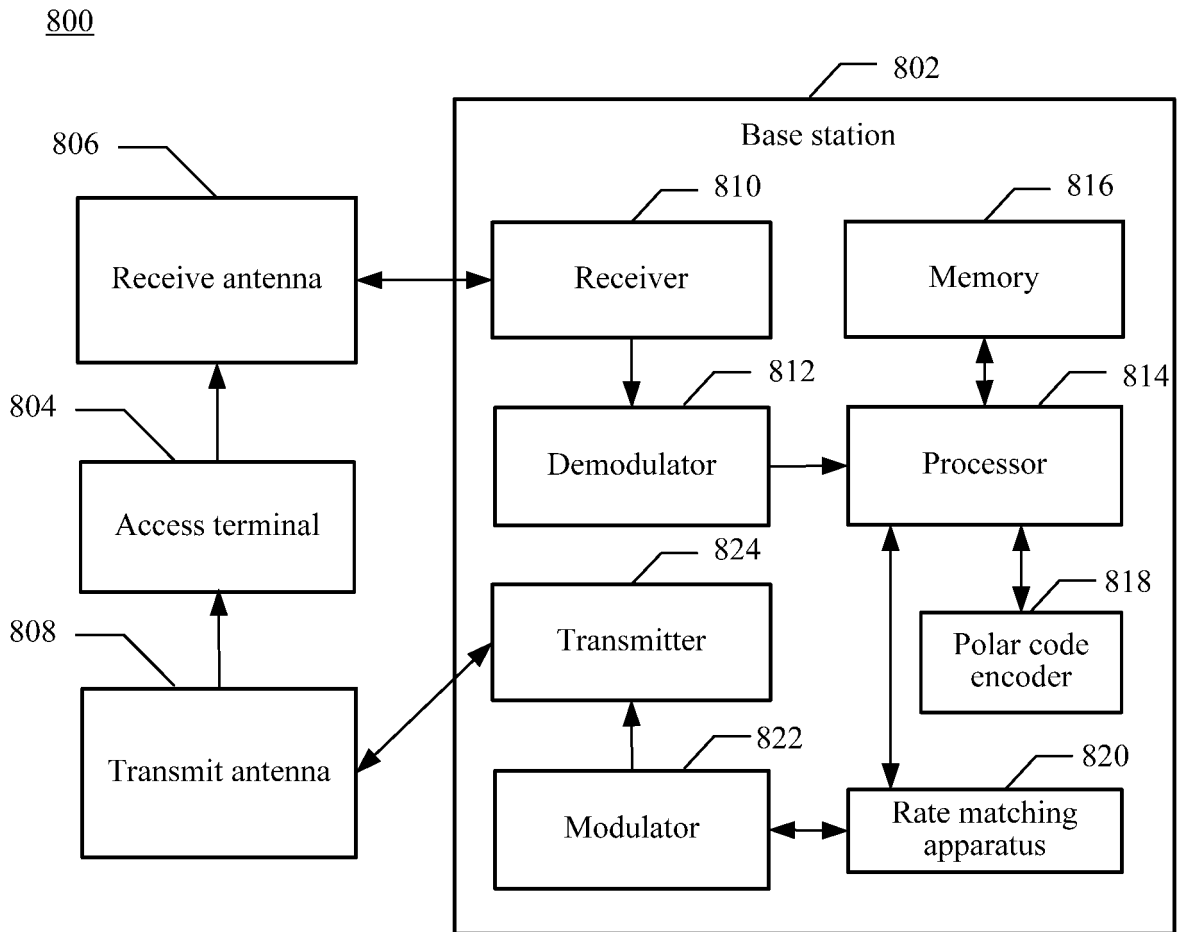 800
802
Base station
806
810
816
Receive antenna
Receiver
Memory
812
814
804
Demodulator
Processor
Access terminal
824
818
808
Transmitter
Polar code
encoder
822
820
Transmit antenna
Modulator
Rate matching
apparatus